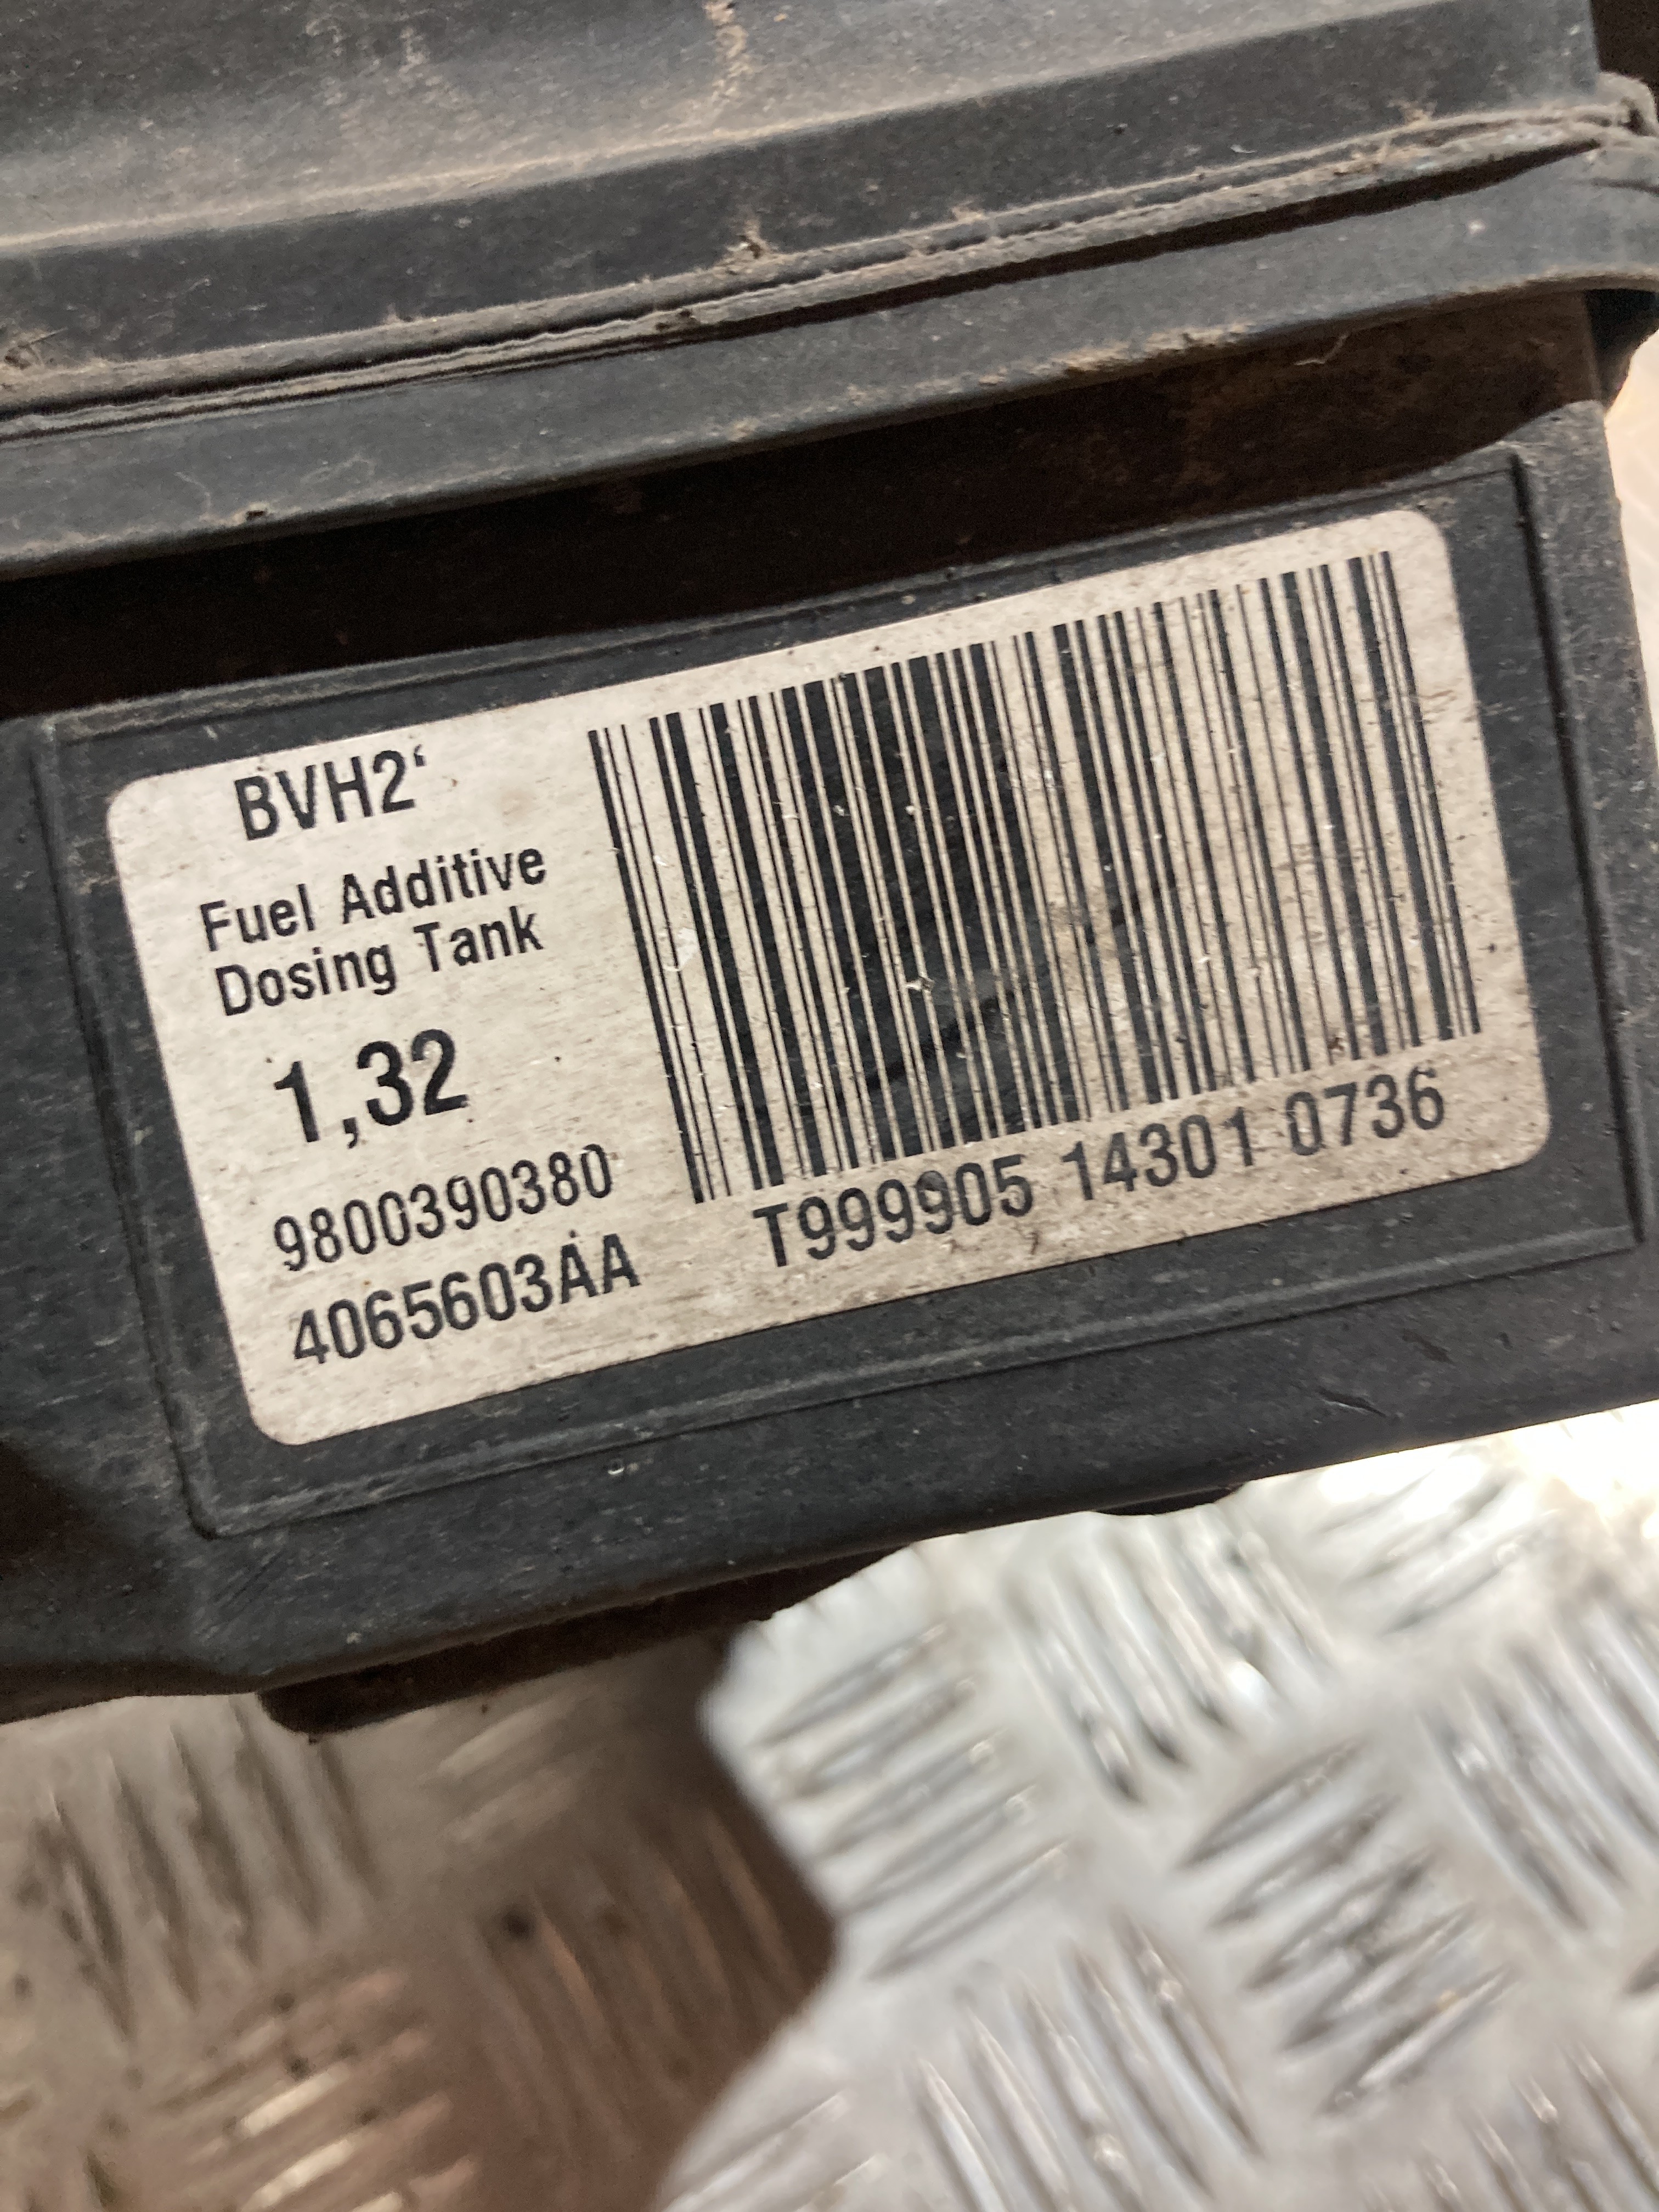 BVH2‘
Fuel Additive
Dosing Tank
1,32
9800390380
4065603AA
T999905 14301 0736